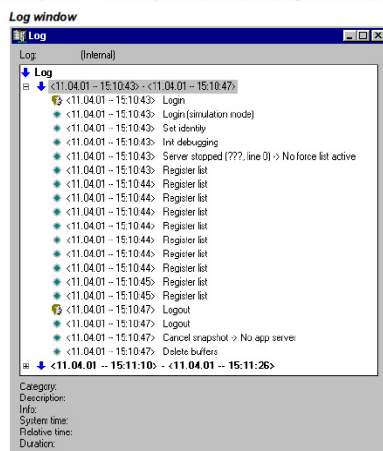 Log window
Log
Log: (Internal)
Log
<11.04.01 -- 15:10:43> - <11.04.01 -- 15:10:47>
<11.04.01 -- 15:10:43> Login
<11.04.01 -- 15:10:43> Login (simulation mode)
<11.04.01 -- 15:10:43> Set identity
<11.04.01 -- 15:10:43> Init debugging
<11.04.01 -- 15:10:43> Server stopped (???, line 0) -> No force list active
<11.04.01 -- 15:10:43> Register list
<11.04.01 -- 15:10:43> Register list
<11.04.01 -- 15:10:43> Register list
<11.04.01 -- 15:10:44> Register list
<11.04.01 -- 15:10:44> Register list
<11.04.01 -- 15:10:44> Register list
<11.04.01 -- 15:10:44> Register list
<11.04.01 -- 15:10:44> Register list
<11.04.01 -- 15:10:45> Register list
<11.04.01 -- 15:10:45> Register list
<11.04.01 -- 15:10:47> Logout
<11.04.01 -- 15:10:47> Logout
<11.04.01 -- 15:10:47> Cancel snapshot -> No app server
<11.04.01 -- 15:10:47> Delete buffers
<11.04.01 -- 15:11:10> - <11.04.01 -- 15:11:26>
Category:
Description:
Info:
System time:
Relative time:
Duration: